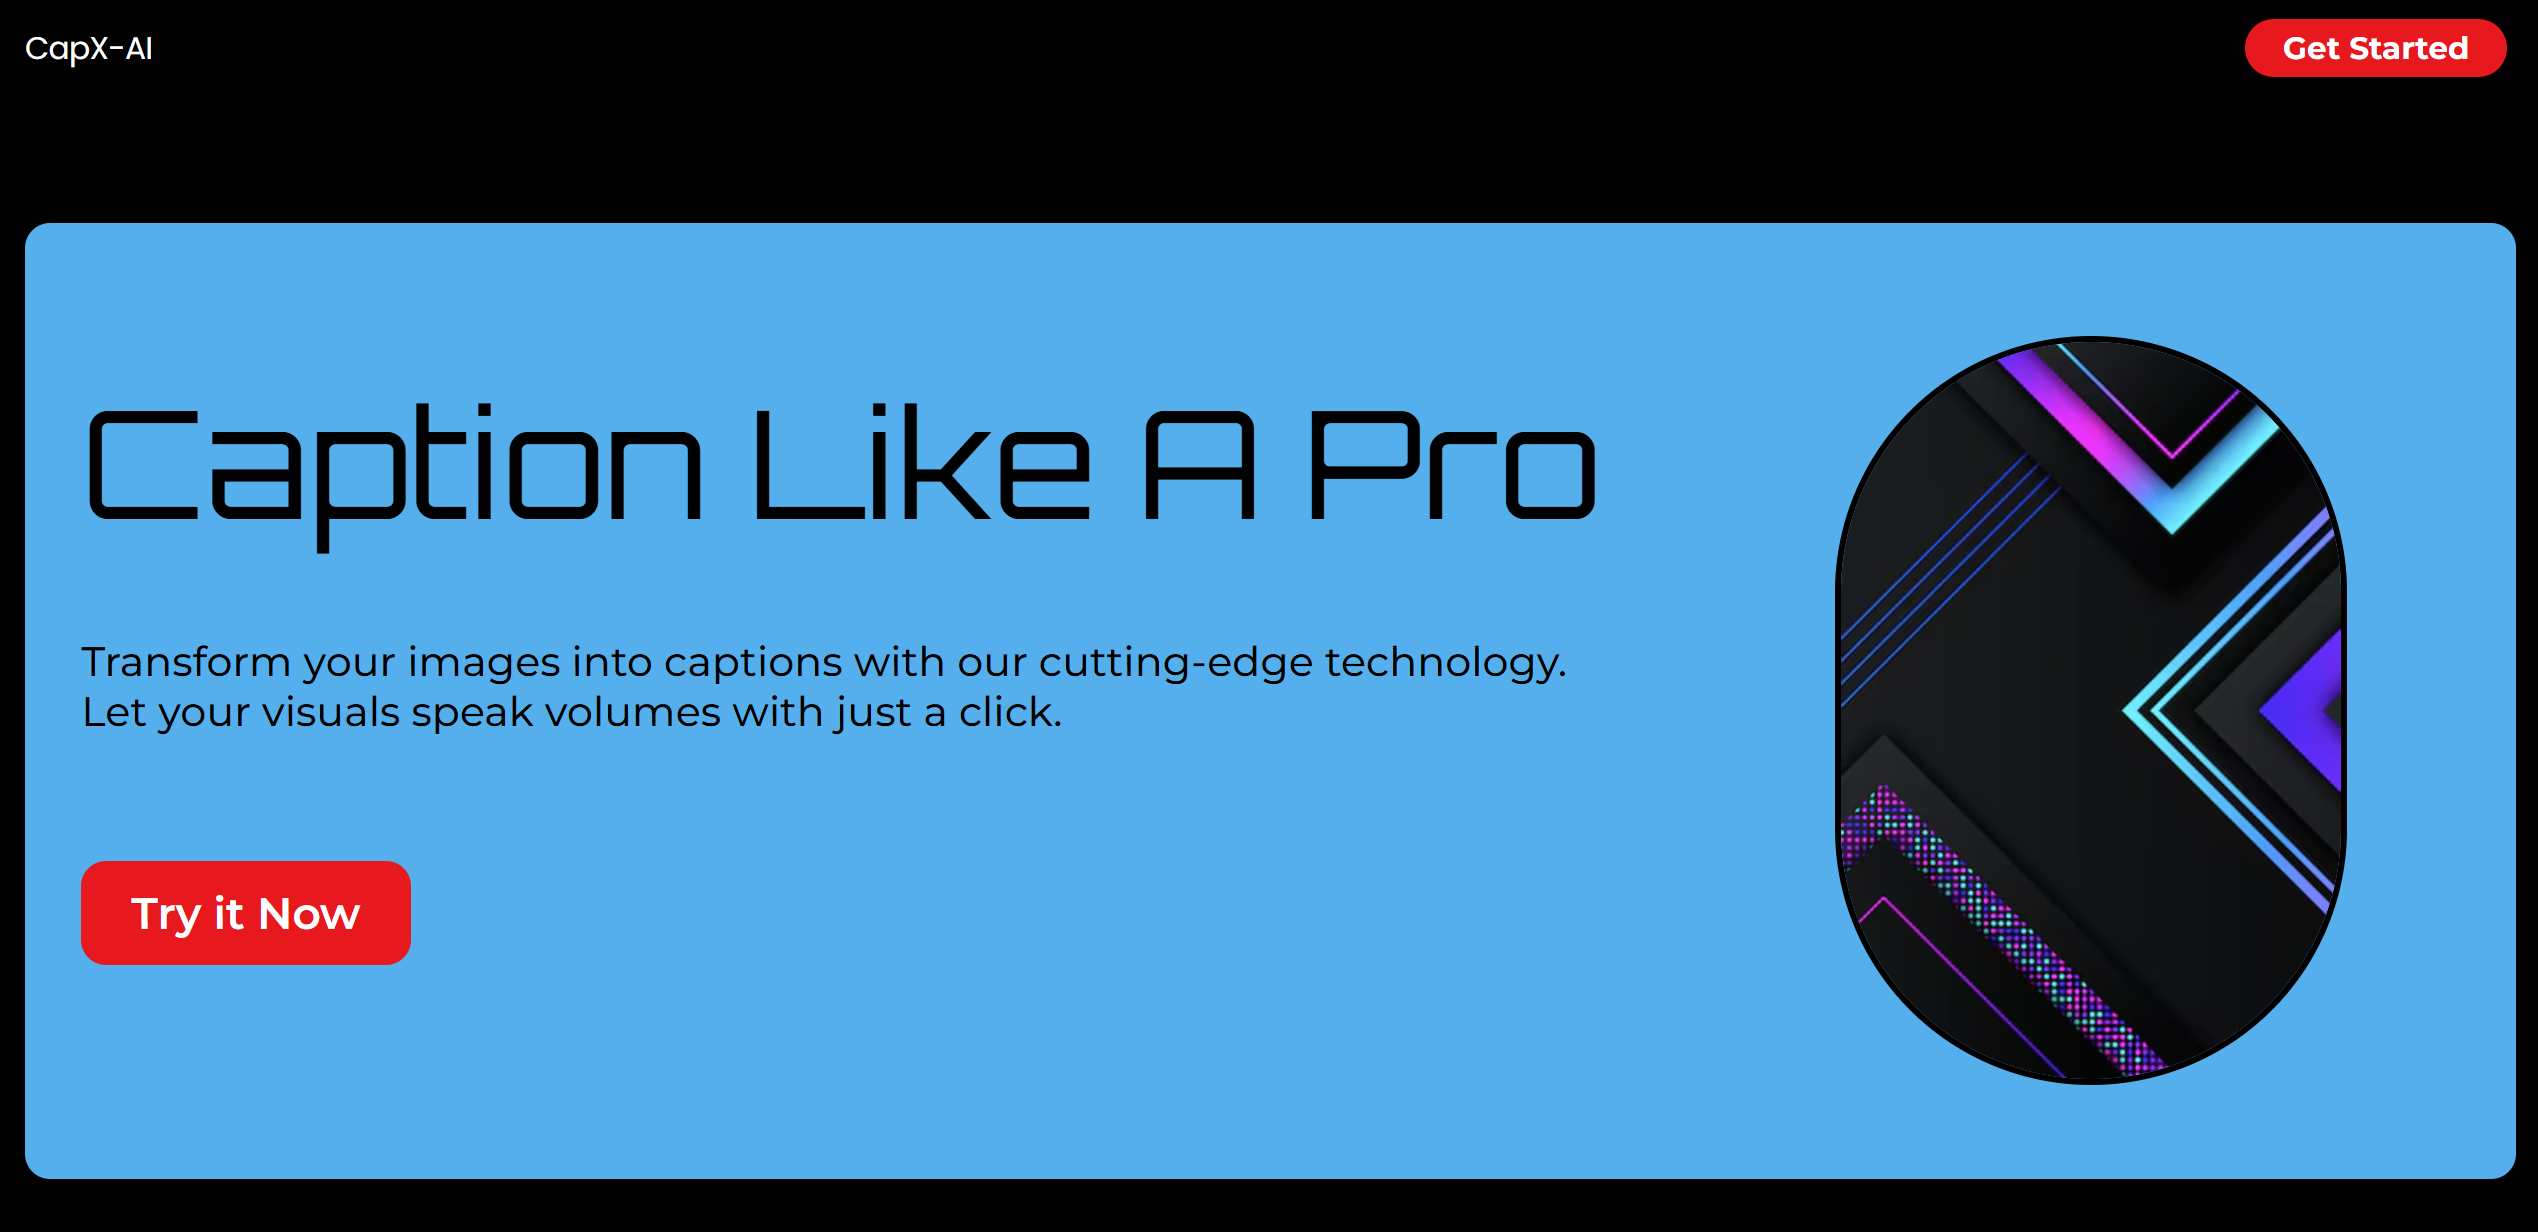 CapX-AI
Get Started
Caption Like A Pro
Transform your images into captions with our cutting-edge technology.
Let your visuals speak volumes with just a click.
Try it Now